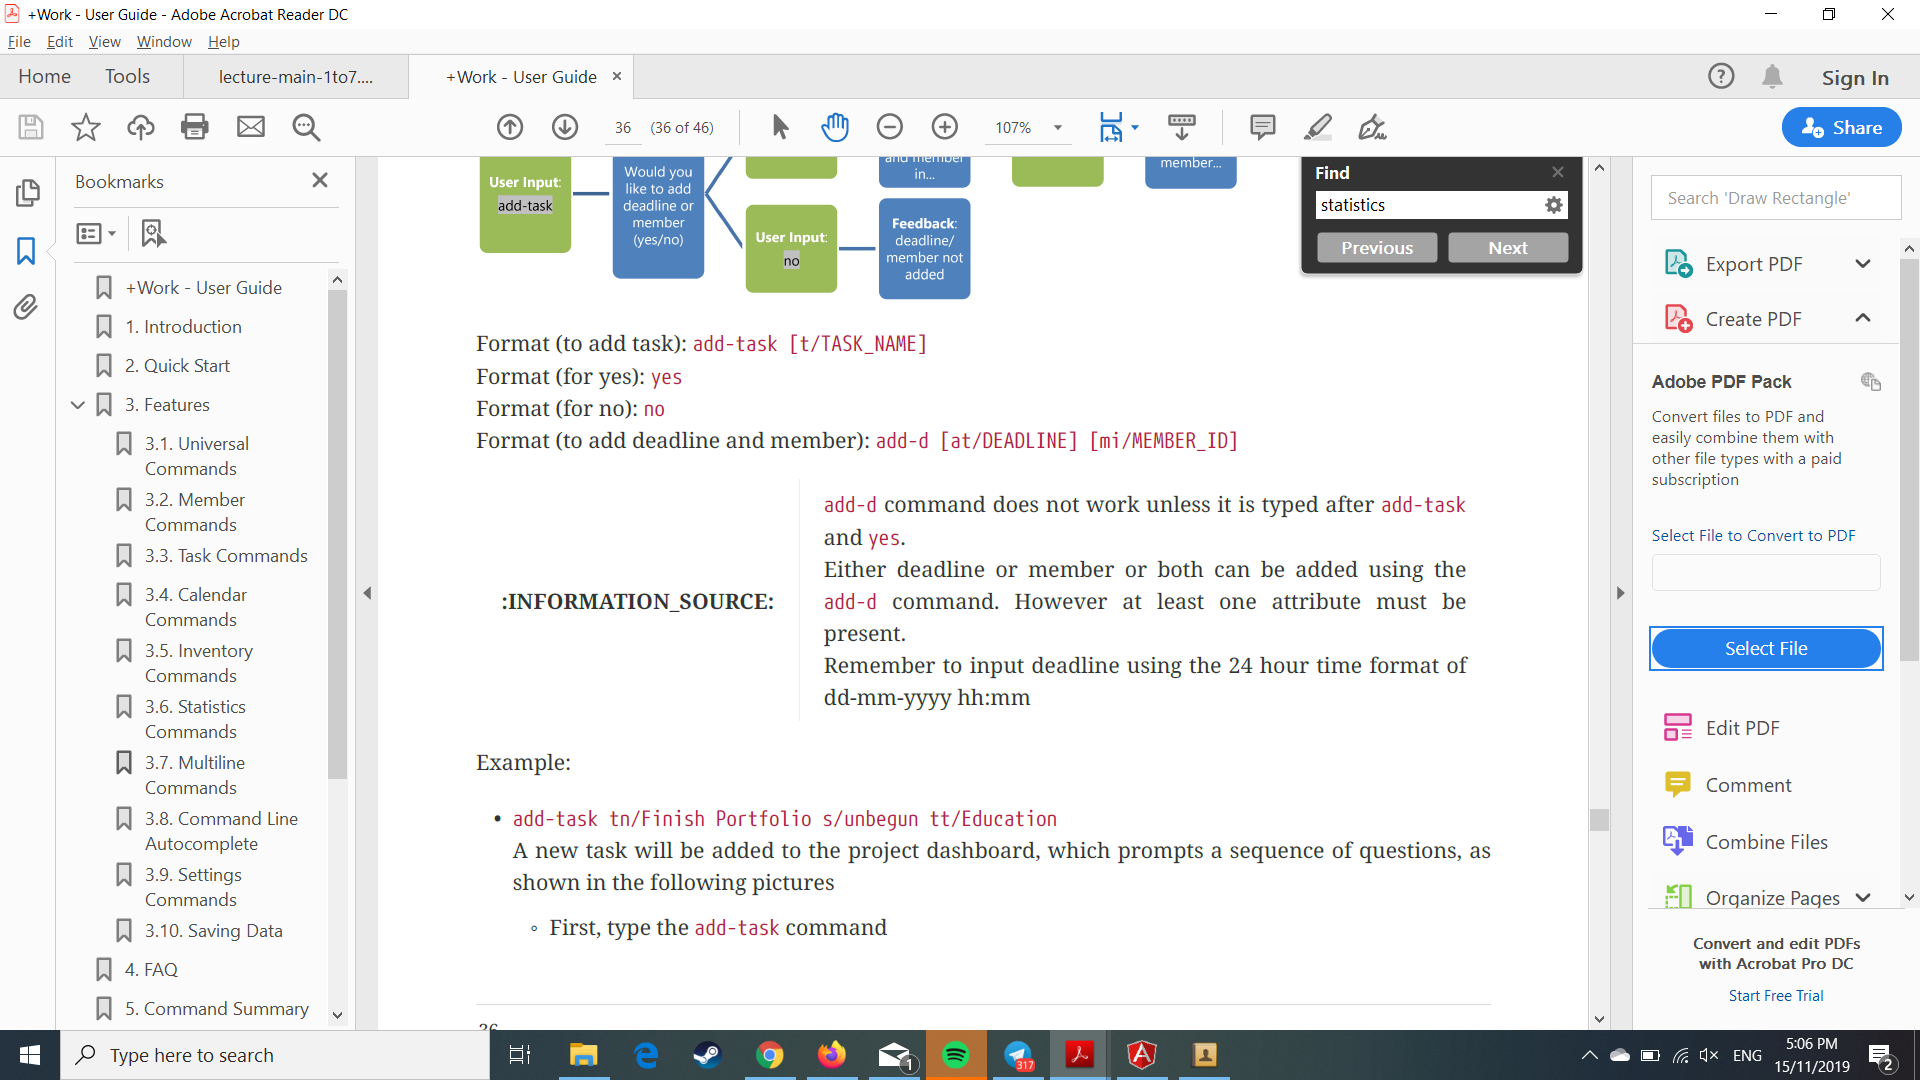 +Work - User Guide - Adobe Acrobat Reader DC
File Edit View Window Help
Home Tools lecture-main-1to7.... +Work - User Guide × Sign In
36 (36 of 46) 107% Share
Bookmarks
+Work - User Guide
1. Introduction
2. Quick Start
3. Features
3.1. Universal
Commands
3.2. Member
Commands
3.3. Task Commands
3.4. Calendar
Commands
3.5. Inventory
Commands
3.6. Statistics
Commands
3.7. Multiline
Commands
3.8. Command Line
Autocomplete
3.9. Settings
Commands
3.10. Saving Data
4. FAQ
5. Command Summary
User Input:
add-task
Would you
like to add
deadline or
member
(yes/no)
User Input:
no
and member
in...
Feedback:
deadline/
member not
added
member...
Find
statistics
Previous Next
Format (to add task): add-task [t/TASK_NAME]
Format (for yes): yes
Format (for no): no
Format (to add deadline and member): add-d [at/DEADLINE] [mi/MEMBER_ID]
:INFORMATION_SOURCE:
add-d command does not work unless it is typed after add-task
and yes.
Either deadline or member or both can be added using the
add-d command. However at least one attribute must be
present.
Remember to input deadline using the 24 hour time format of
dd-mm-yyyy hh:mm
Example:
• add-task tn/Finish Portfolio s/unbegun tt/Education
A new task will be added to the project dashboard, which prompts a sequence of questions, as
shown in the following pictures
◦ First, type the add-task command
36
Search 'Draw Rectangle'
Export PDF
Create PDF
Adobe PDF Pack
Convert files to PDF and
easily combine them with
other file types with a paid
subscription
Select File to Convert to PDF
Select File
Edit PDF
Comment
Combine Files
Organize Pages
Convert and edit PDFs
with Acrobat Pro DC
Start Free Trial
Type here to search
1
317
ENG
5:06 PM
15/11/2019
2